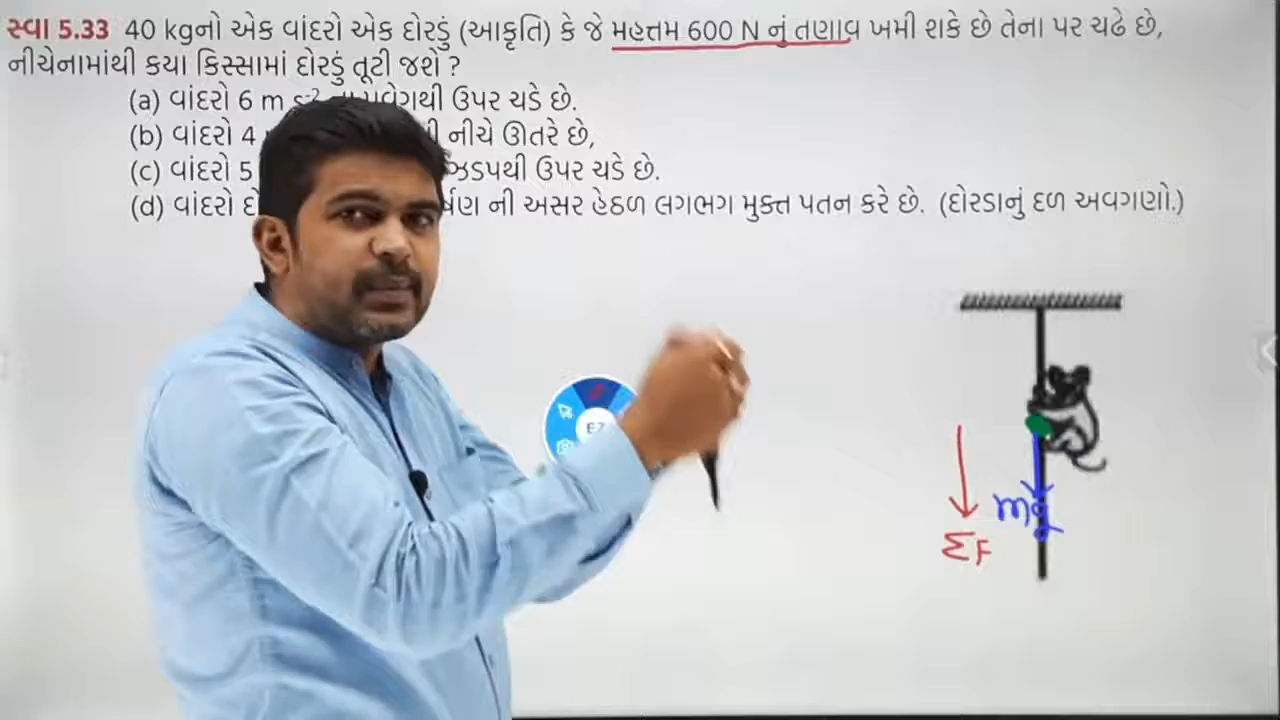 સ્વા 5.33 40 kgનો એક વાંદરો એક દોરડું (આકૃતિ) કે જે મહત્તમ 600 N નું તણાવ ખમી શકે છે તેના પર ચઢે છે,
નીચેનામાંથી કયા કિસ્સામાં દોરડું તૂટી જશે ?
(a) વાંદરો 6 m s-2 ઉપર ચડે છે.
(b) વાંદરો 4 નીચે ઊતરે છે,
(c) વાંદરો 5 ઝડપથી ઉપર ચડે છે.
(d) વાંદરો ની અસર હેઠળ લગભગ મુક્ત પતન કરે છે. (દોરડાનું દળ અવગણો.)
mg
ΣF